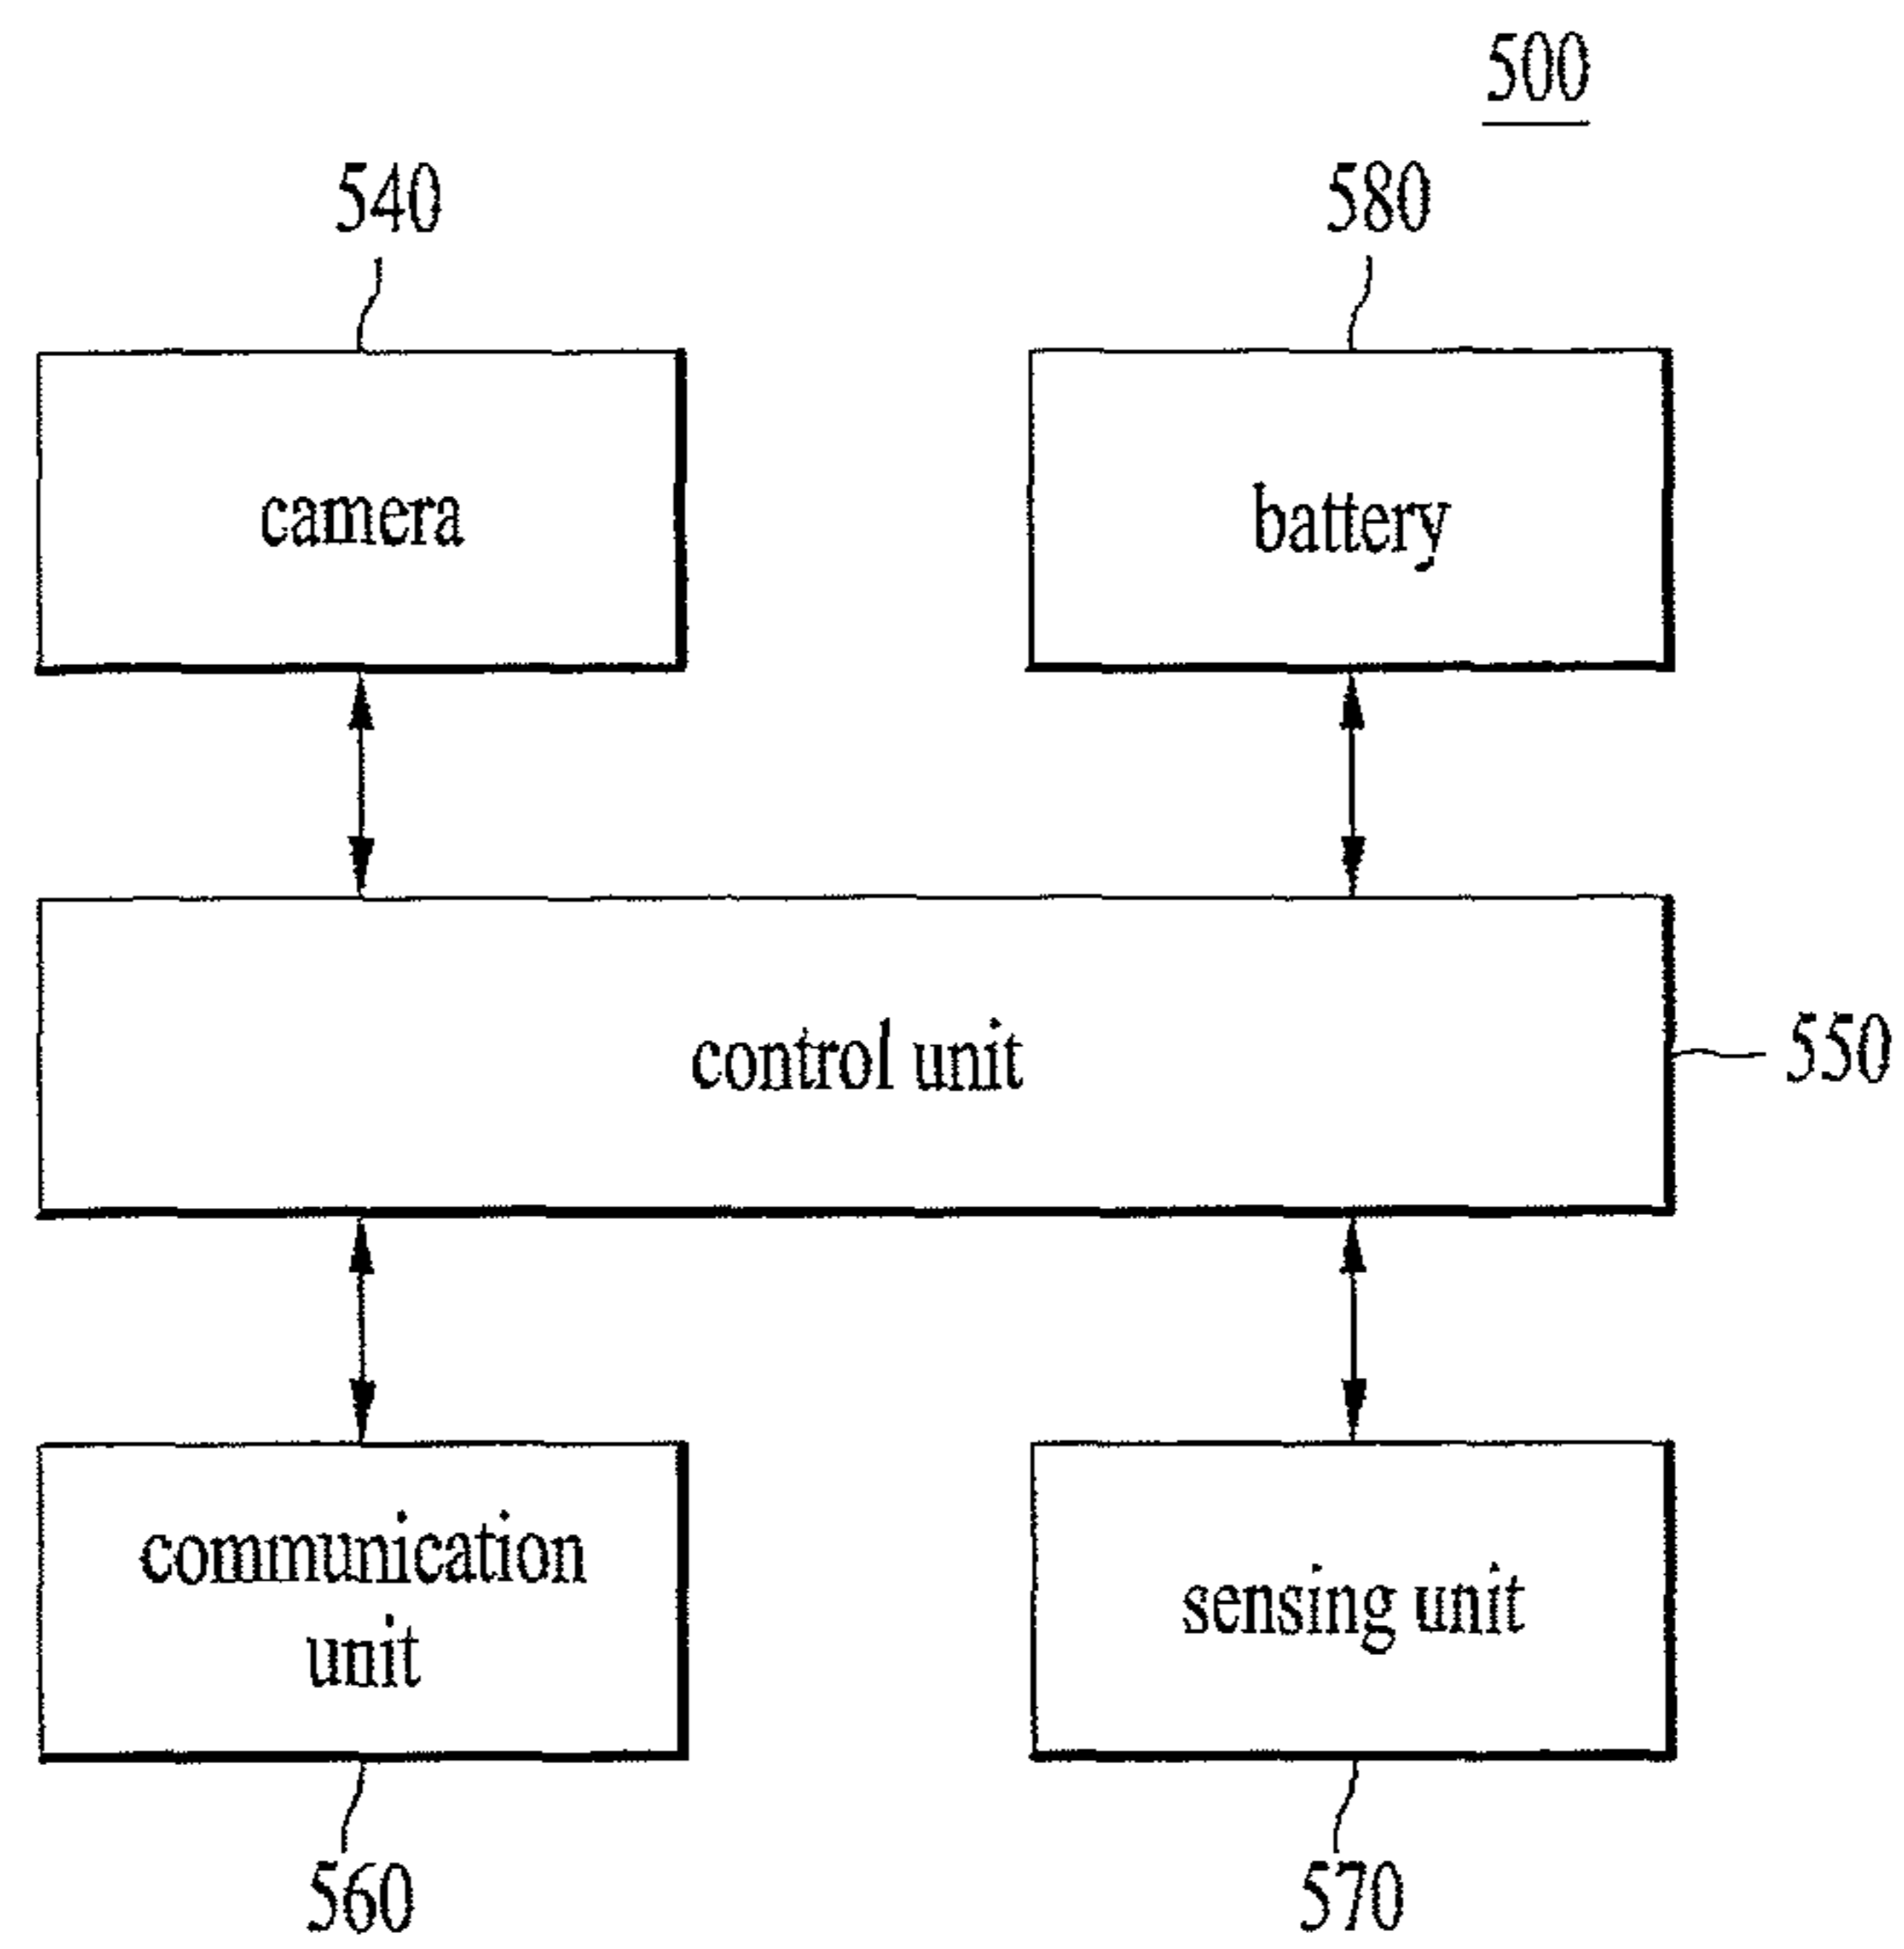 500
540
580
camera
battery
control unit
550
communication
unit
sensing unit
560
570